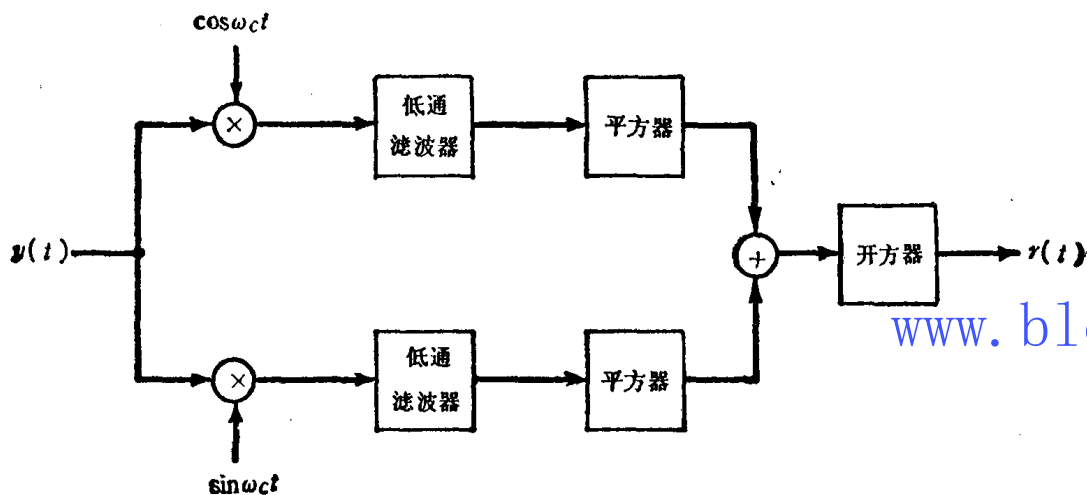 cosω_C t
×
低通
滤波器
平方器
y(t)
+
开方器
r(t)
www.bl
×
低通
滤波器
平方器
sinω_C t